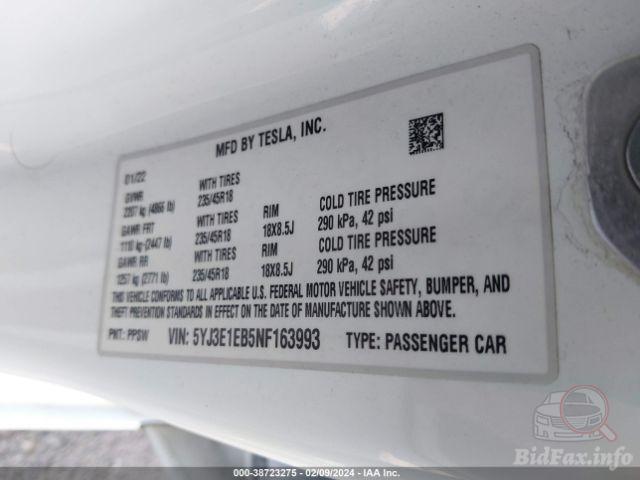 MFD BY TESLA, INC.
01/22
GVWR WITH TIRES
2207 kg (4866 lb) 235/45R18 RIM COLD TIRE PRESSURE
GAWR FRT WITH TIRES 18X8.5J 290 kPa, 42 psi
1110 kg-(2447 lb) 235/45R18 RIM COLD TIRE PRESSURE
GAWR RR WITH TIRES 18X8.5J 290 kPa, 42 psi
1257 kg (2771 lb) 235/45R18
THIS VEHICLE CONFORMS TO ALL APPLICABLE U.S. FEDERAL MOTOR VEHICLE SAFETY, BUMPER, AND
THEFT PREVENTION STANDARDS IN EFFECT ON THE DATE OF MANUFACTURE SHOWN ABOVE.
PNT: PPSW VIN: 5YJ3E1EB5NF163993 TYPE: PASSENGER CAR
BidFax.info
000-38723275 - 02/09/2024 - IAA Inc.